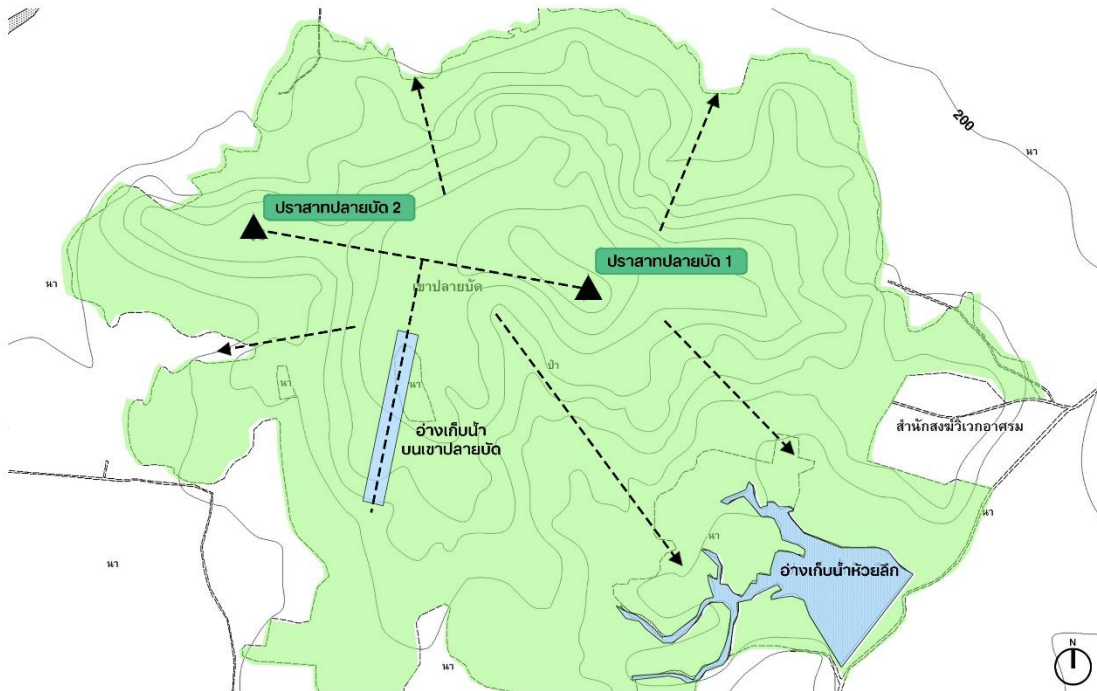 200
นา
ปราสาทปลายบัด 2
ปราสาทปลายบัด 1
นา
เขาปลายบัด
ป่า
นา
นา
อ่างเก็บน้ำ
บนเขาปลายบัด
สำนักสงฆ์วิเวกอาศรม
นา
นา
นา
อ่างเก็บน้ำห้วยลึก
นา
N